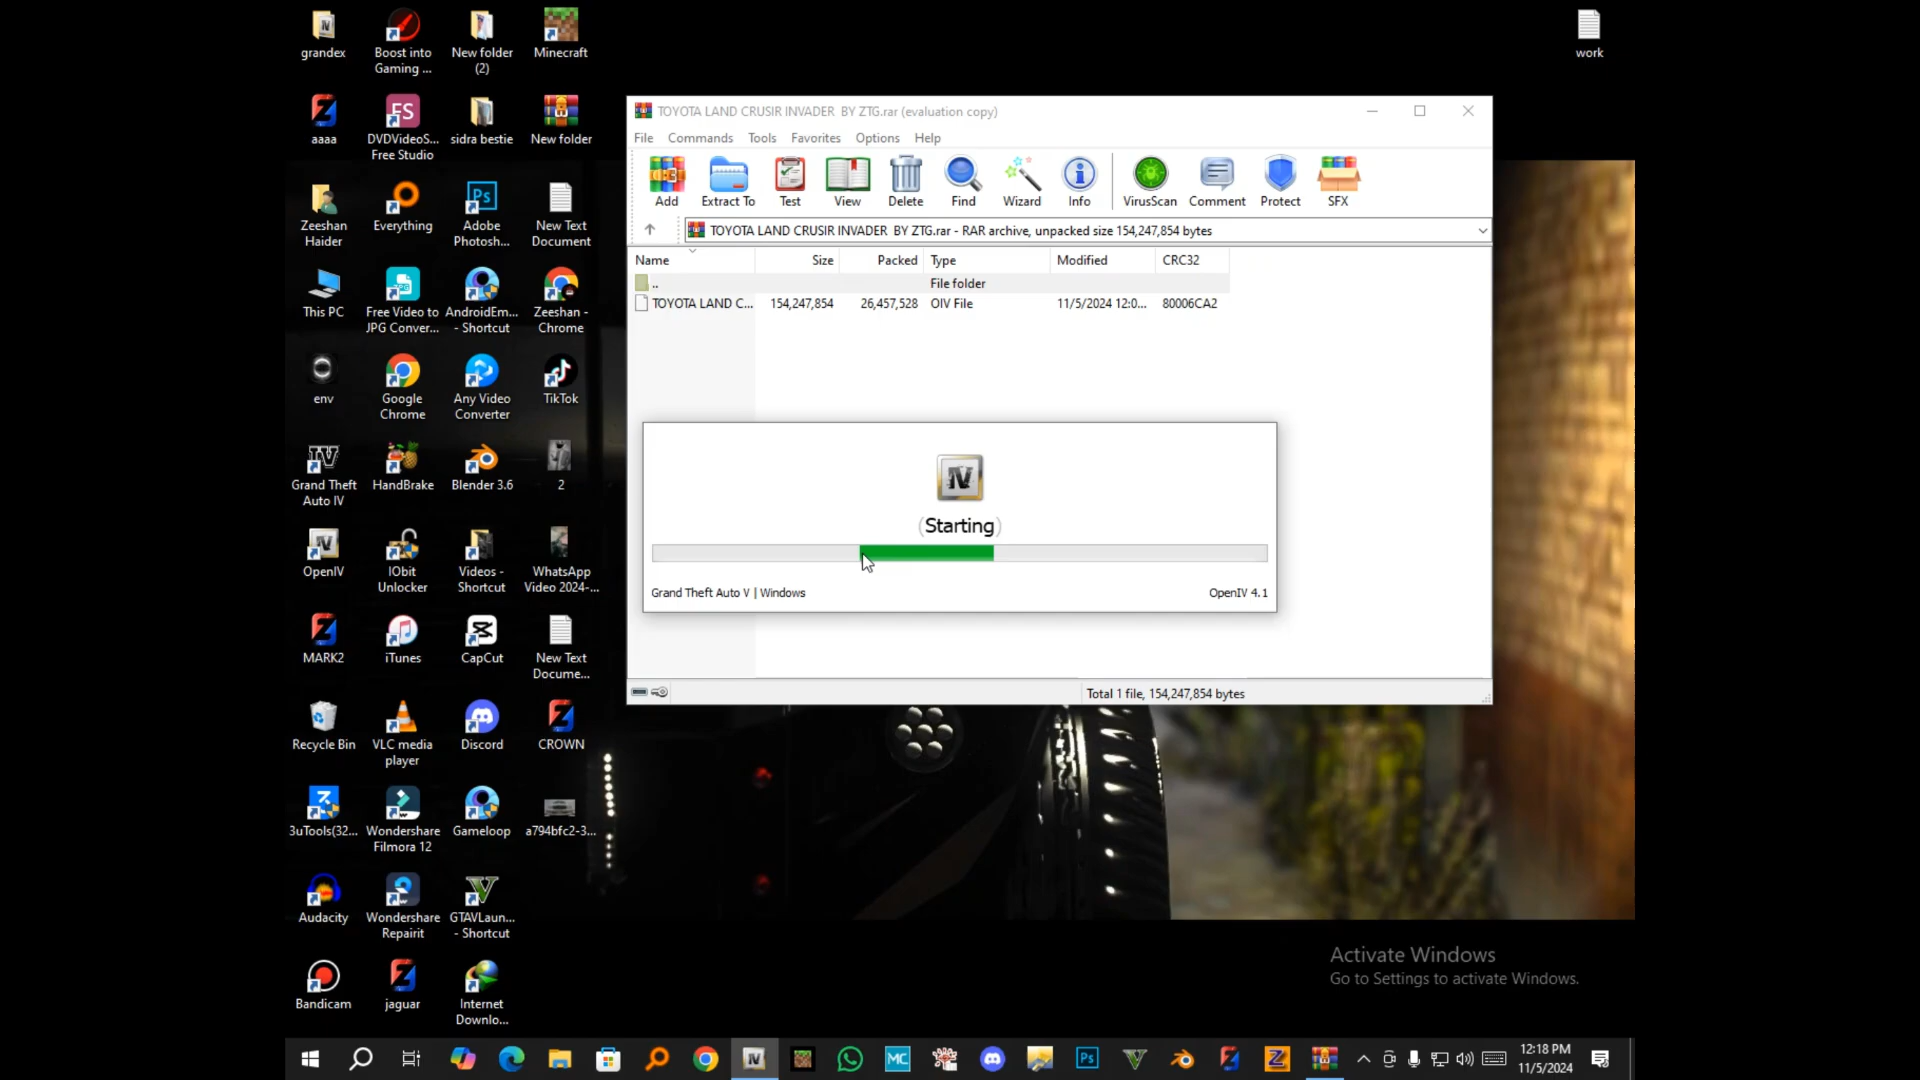 grandex
Boost into
Gaming ...
New folder
(2)
Minecraft
work
aaaa
DVDVideoS...
Free Studio
sidra bestie
New folder
Zeeshan
Haider
Everything
Adobe
Photosh...
New Text
Document
This PC
Free Video to
JPG Conver...
AndroidEm...
- Shortcut
Zeeshan -
Chrome
env
Google
Chrome
Any Video
Converter
TikTok
Grand Theft
Auto IV
HandBrake
Blender 3.6
2
OpenIV
IObit
Unlocker
Videos -
Shortcut
WhatsApp
Video 2024-...
MARK2
iTunes
CapCut
New Text
Docume...
Recycle Bin
VLC media
player
Discord
CROWN
3uTools(32...
Wondershare
Filmora 12
Gameloop
a794bfc2-3...
Audacity
Wondershare
Repairit
GTAVLaun...
- Shortcut
Bandicam
jaguar
Internet
Downlo...
TOYOTA LAND CRUSIR INVADER BY ZTG.rar (evaluation copy)
File Commands Tools Favorites Options Help
Add Extract To Test View Delete Find Wizard Info VirusScan Comment Protect SFX
TOYOTA LAND CRUSIR INVADER BY ZTG.rar - RAR archive, unpacked size 154,247,854 bytes
Name Size Packed Type Modified CRC32
.. File folder
TOYOTA LAND C... 154,247,854 26,457,528 OIV File 11/5/2024 12:0... 80006CA2
IV
(Starting)
Grand Theft Auto V | Windows OpenIV 4.1
Total 1 file, 154,247,854 bytes
Activate Windows
Go to Settings to activate Windows.
12:18 PM
11/5/2024